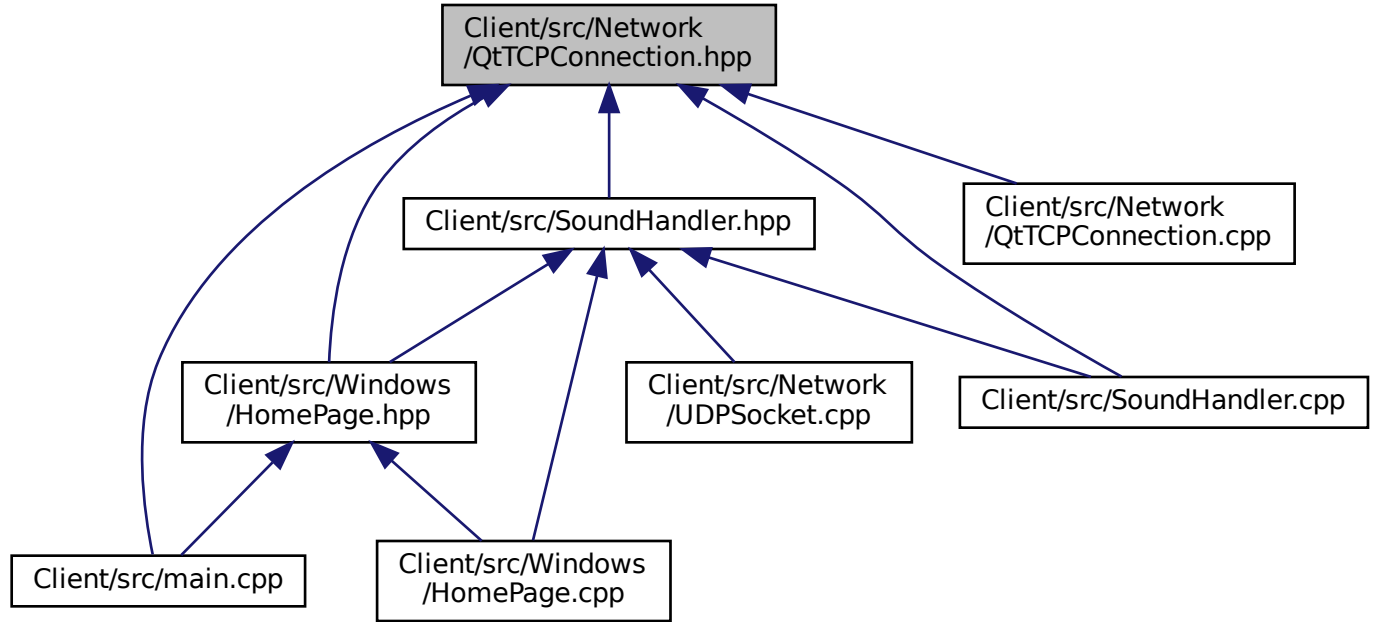 Client/src/Network
/QtTCPConnection.hpp
Client/src/SoundHandler.hpp
Client/src/Network
/QtTCPConnection.cpp
Client/src/Windows
/HomePage.hpp
Client/src/Network
/UDPSocket.cpp
Client/src/SoundHandler.cpp
Client/src/main.cpp
Client/src/Windows
/HomePage.cpp